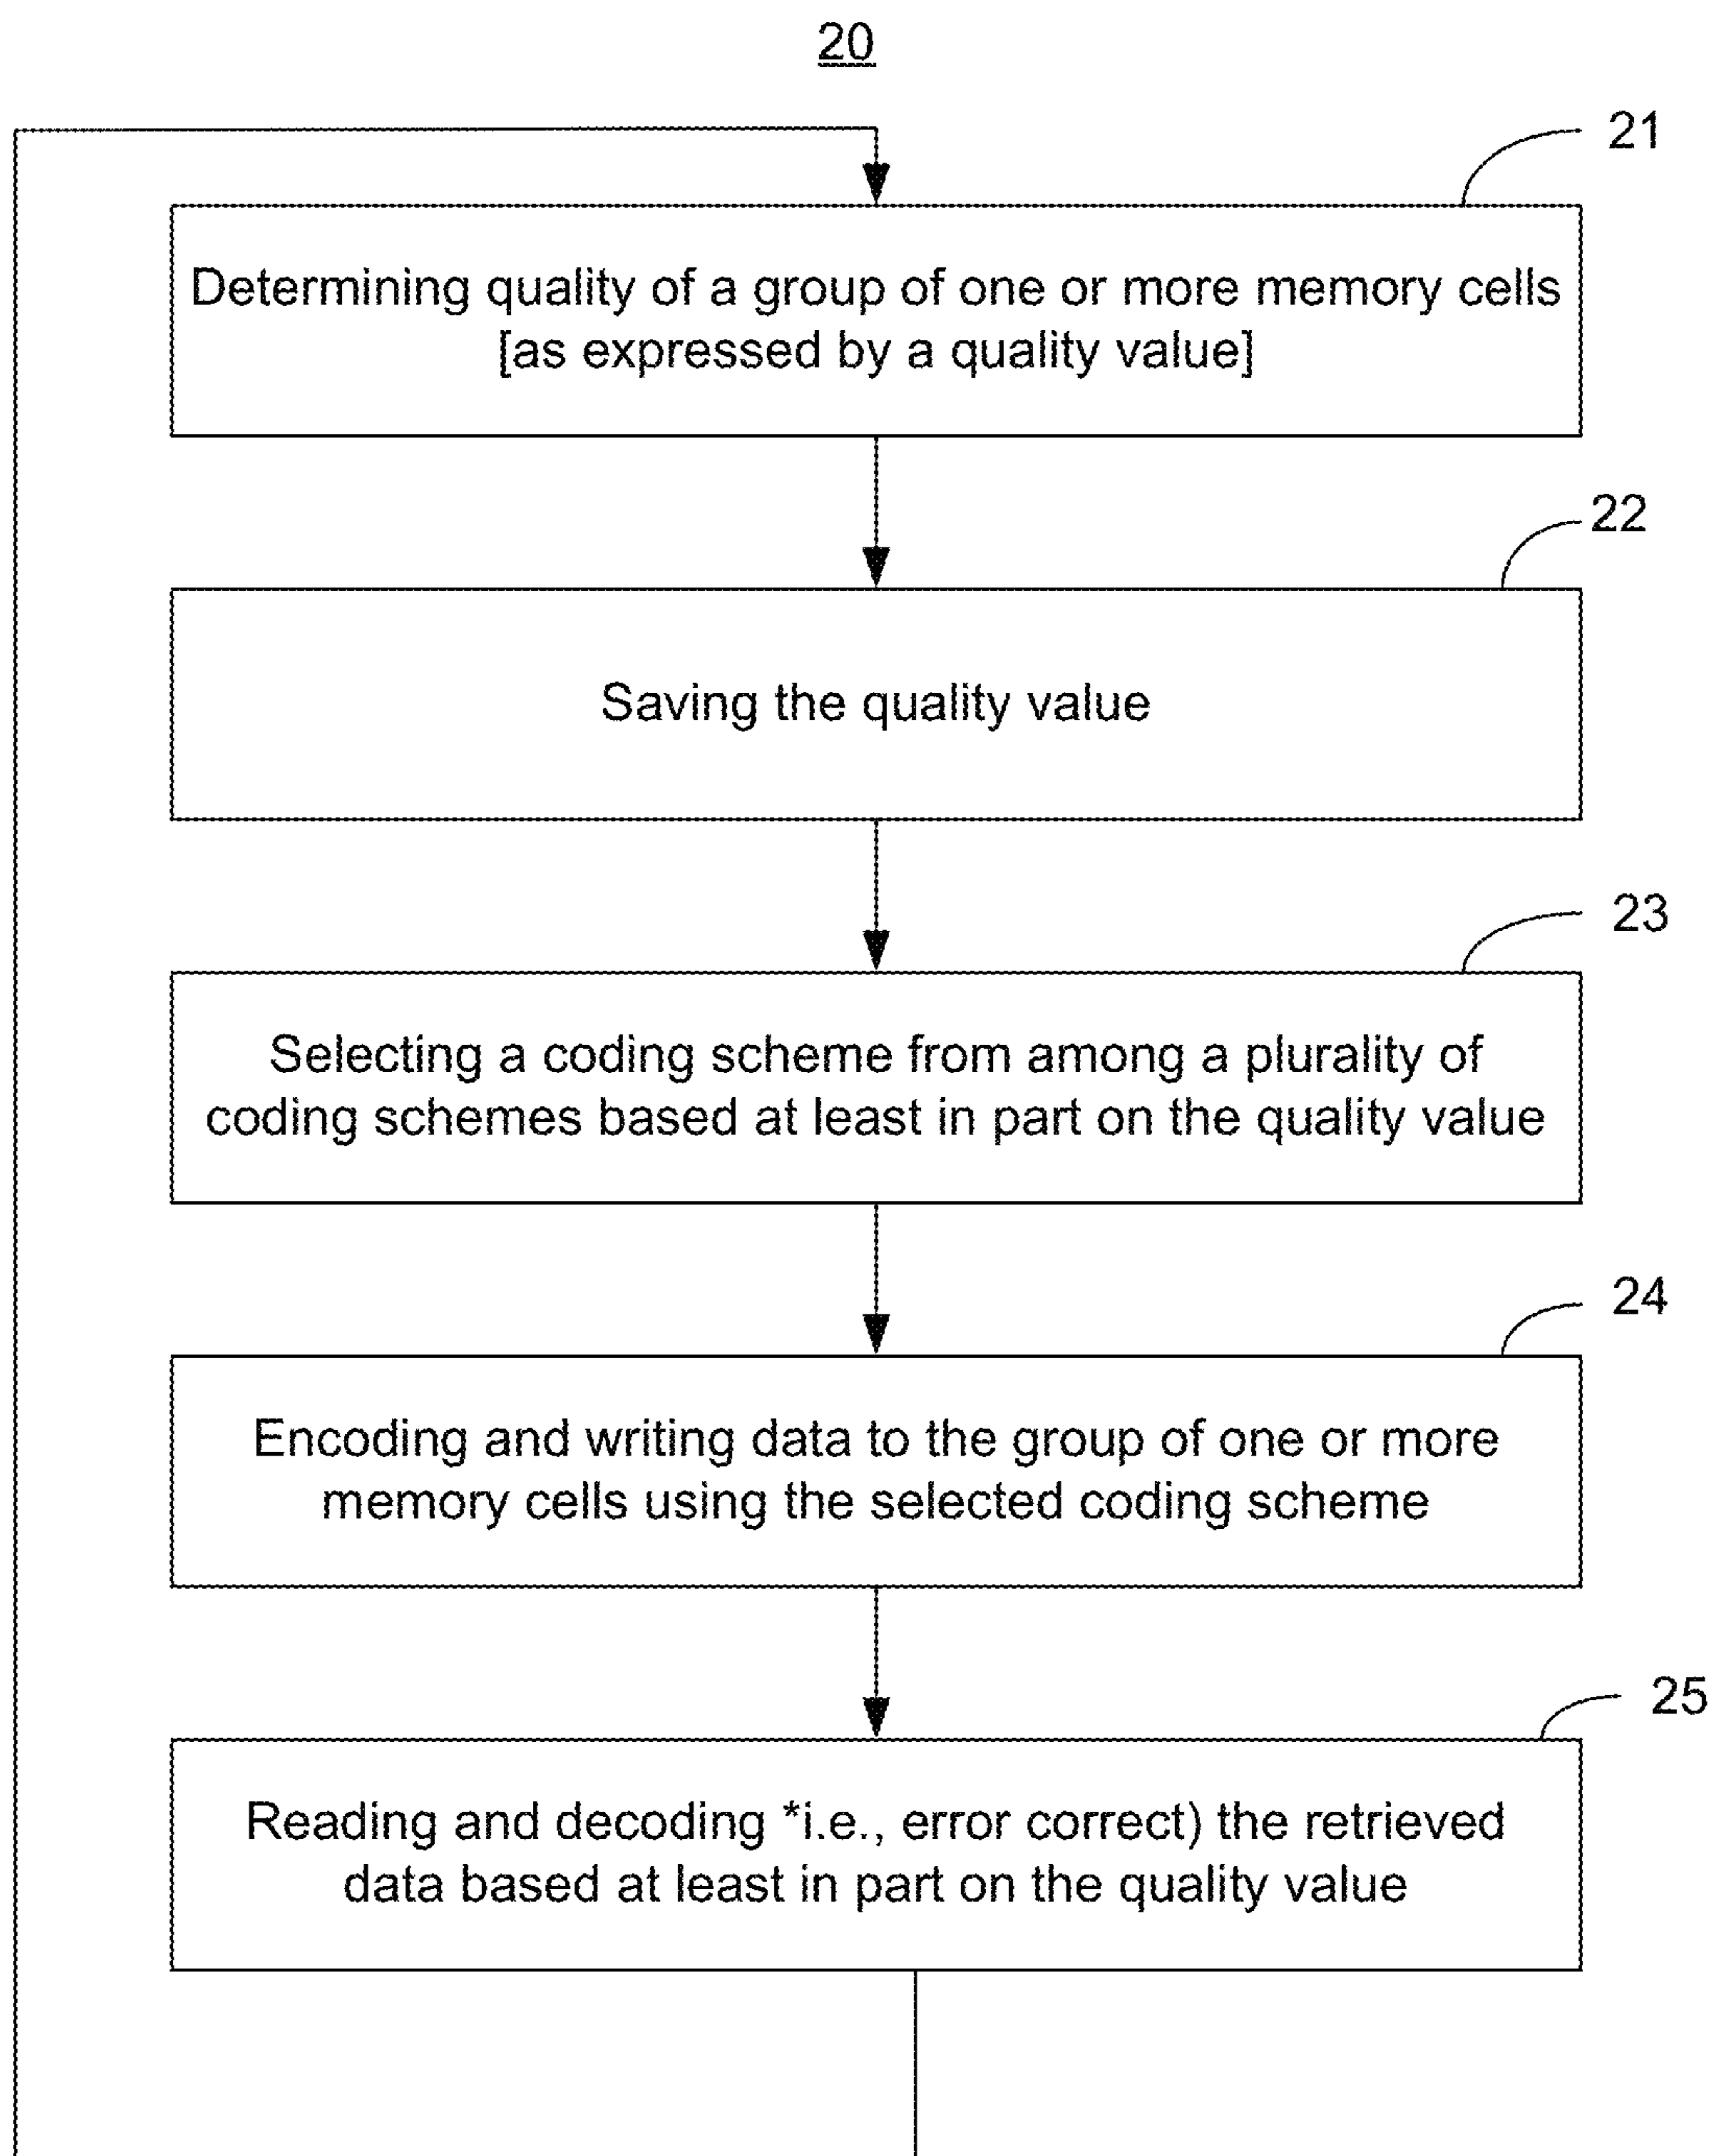 20
21
Determining quality of a group of one or more memory cells
[as expressed by a quality value]
22
Saving the quality value
23
Selecting a coding scheme from among a plurality of
coding schemes based at least in part on the quality value
24
Encoding and writing data to the group of one or more
memory cells using the selected coding scheme
25
Reading and decoding *i.e., error correct) the retrieved
data based at least in part on the quality value